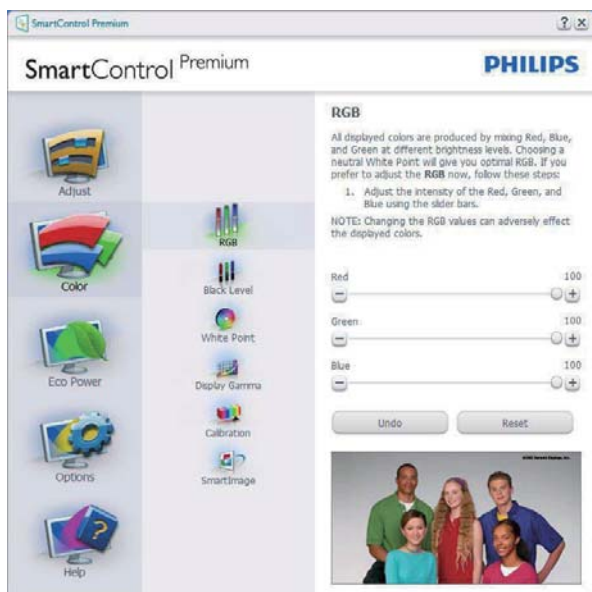 SmartControl Premium
SmartControl Premium
PHILIPS
Adjust
Color
Eco Power
Options
Help
RGB
Black Level
White Point
Display Gamma
Calibration
SmartImage
RGB
All displayed colors are produced by mixing Red, Blue,
and Green at different brightness levels. Choosing a
neutral White Point will give you optimal RGB. If you
prefer to adjust the RGB now, follow these steps:
1. Adjust the intensity of the Red, Green, and
Blue using the slider bars.
NOTE: Changing the RGB values can adversely effect
the displayed colors.
Red 100
Green 100
Blue 100
Undo Reset